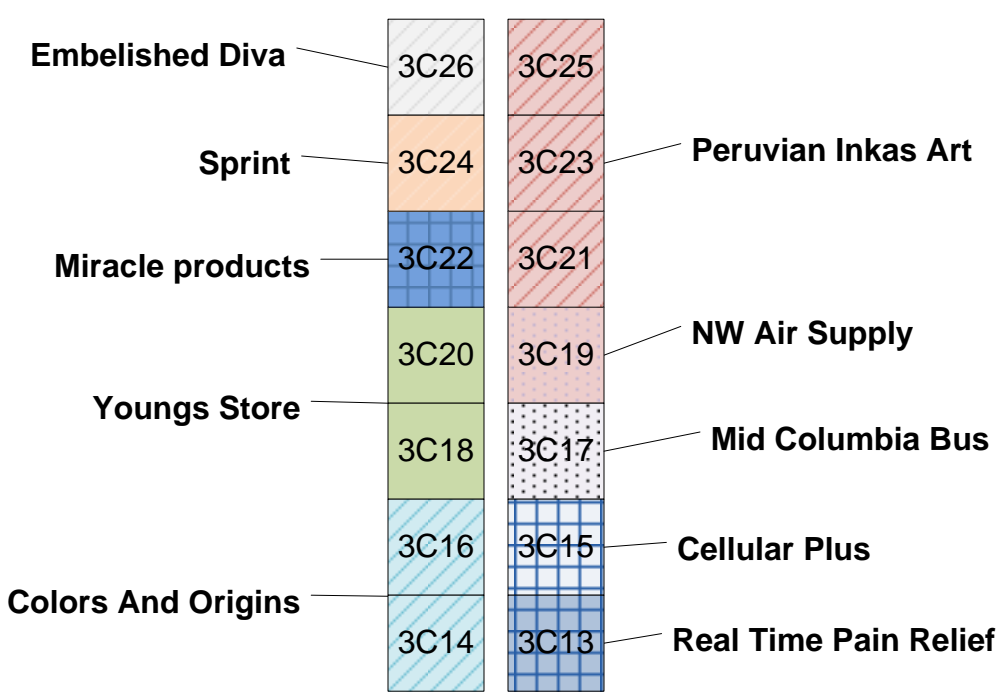 Embelished Diva
3C26
3C25
Sprint
3C24
3C23
Peruvian Inkas Art
Miracle products
3C22
3C21
3C20
3C19
NW Air Supply
Youngs Store
3C18
3C17
Mid Columbia Bus
3C16
3C15
Cellular Plus
Colors And Origins
3C14
3C13
Real Time Pain Relief